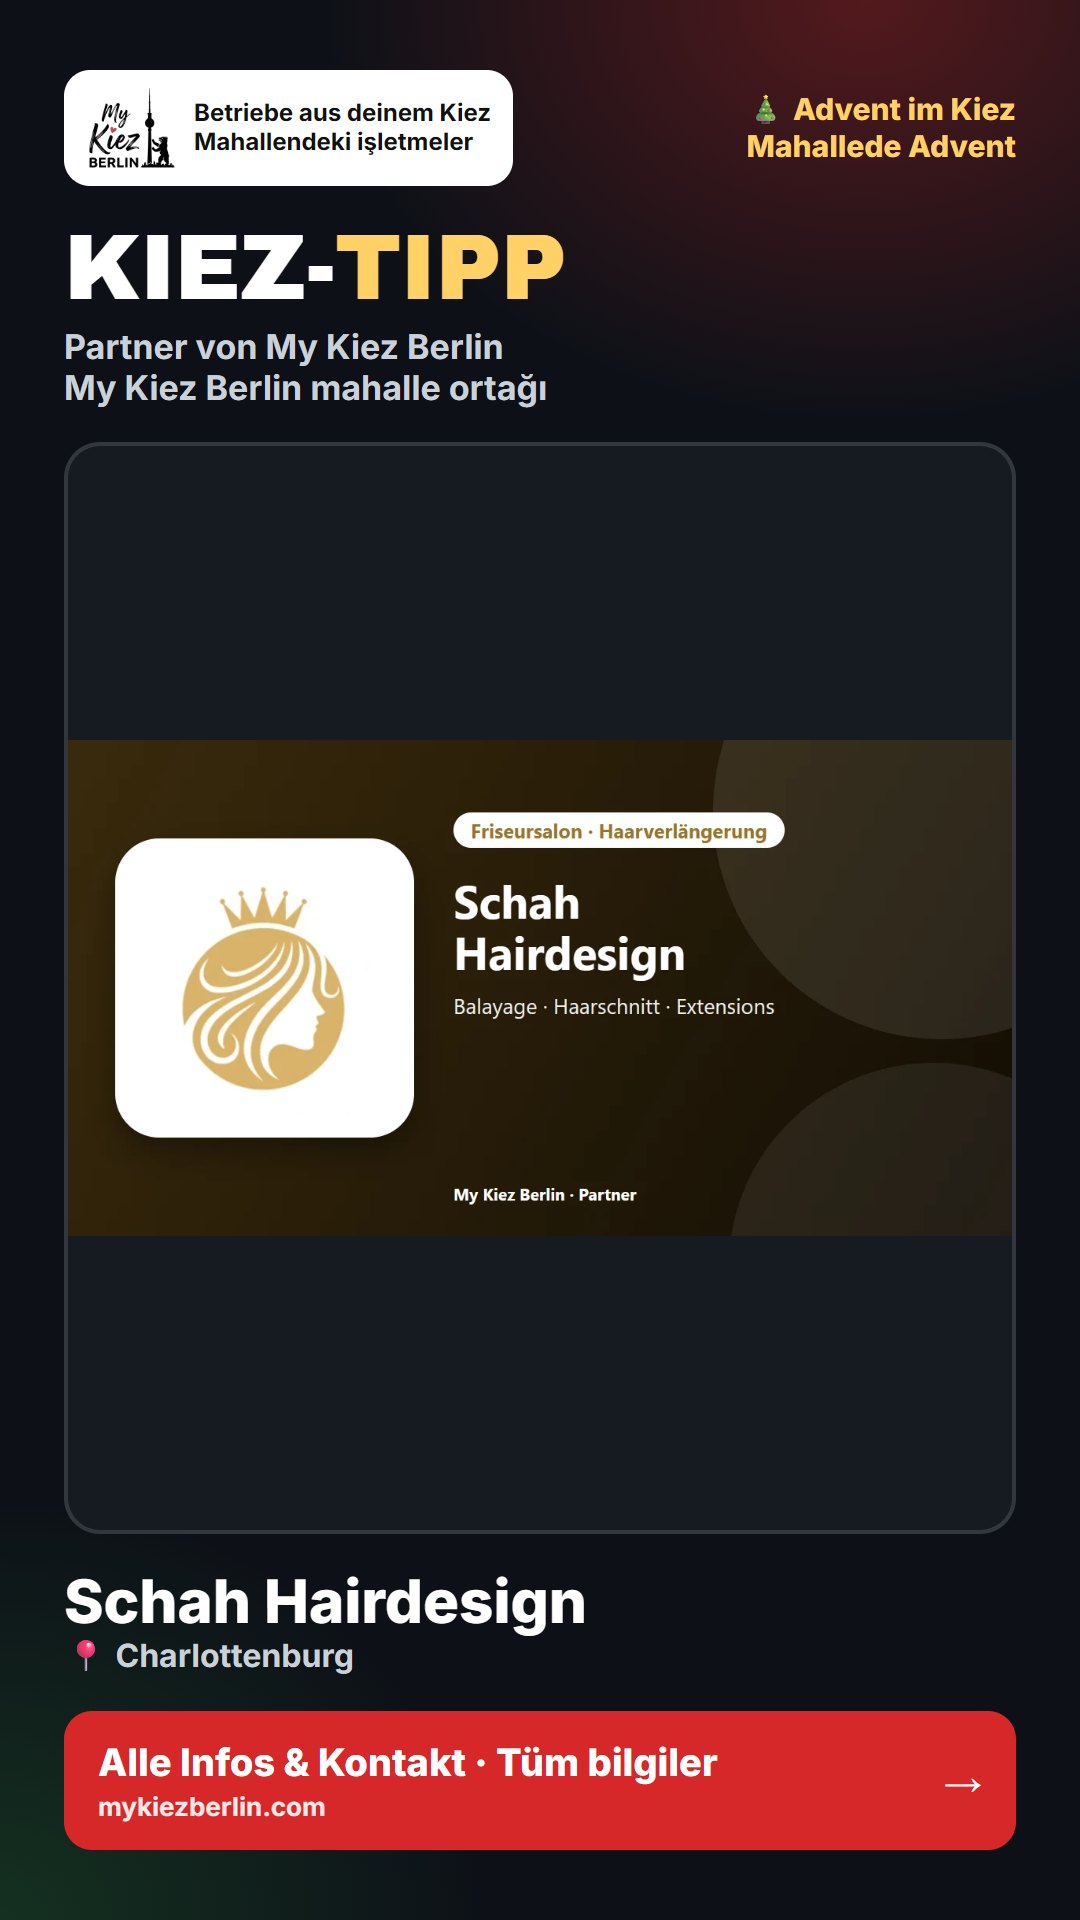 My
Kiez
BERLIN
Betriebe aus deinem Kiez
Mahallendeki işletmeler
🎄 Advent im Kiez
Mahallede Advent
KIEZ-TIPP
Partner von My Kiez Berlin
My Kiez Berlin mahalle ortağı
Friseursalon · Haarverlängerung
Schah
Hairdesign
Balayage · Haarschnitt · Extensions
My Kiez Berlin · Partner
Schah Hairdesign
📍 Charlottenburg
Alle Infos & Kontakt · Tüm bilgiler
mykiezberlin.com
→